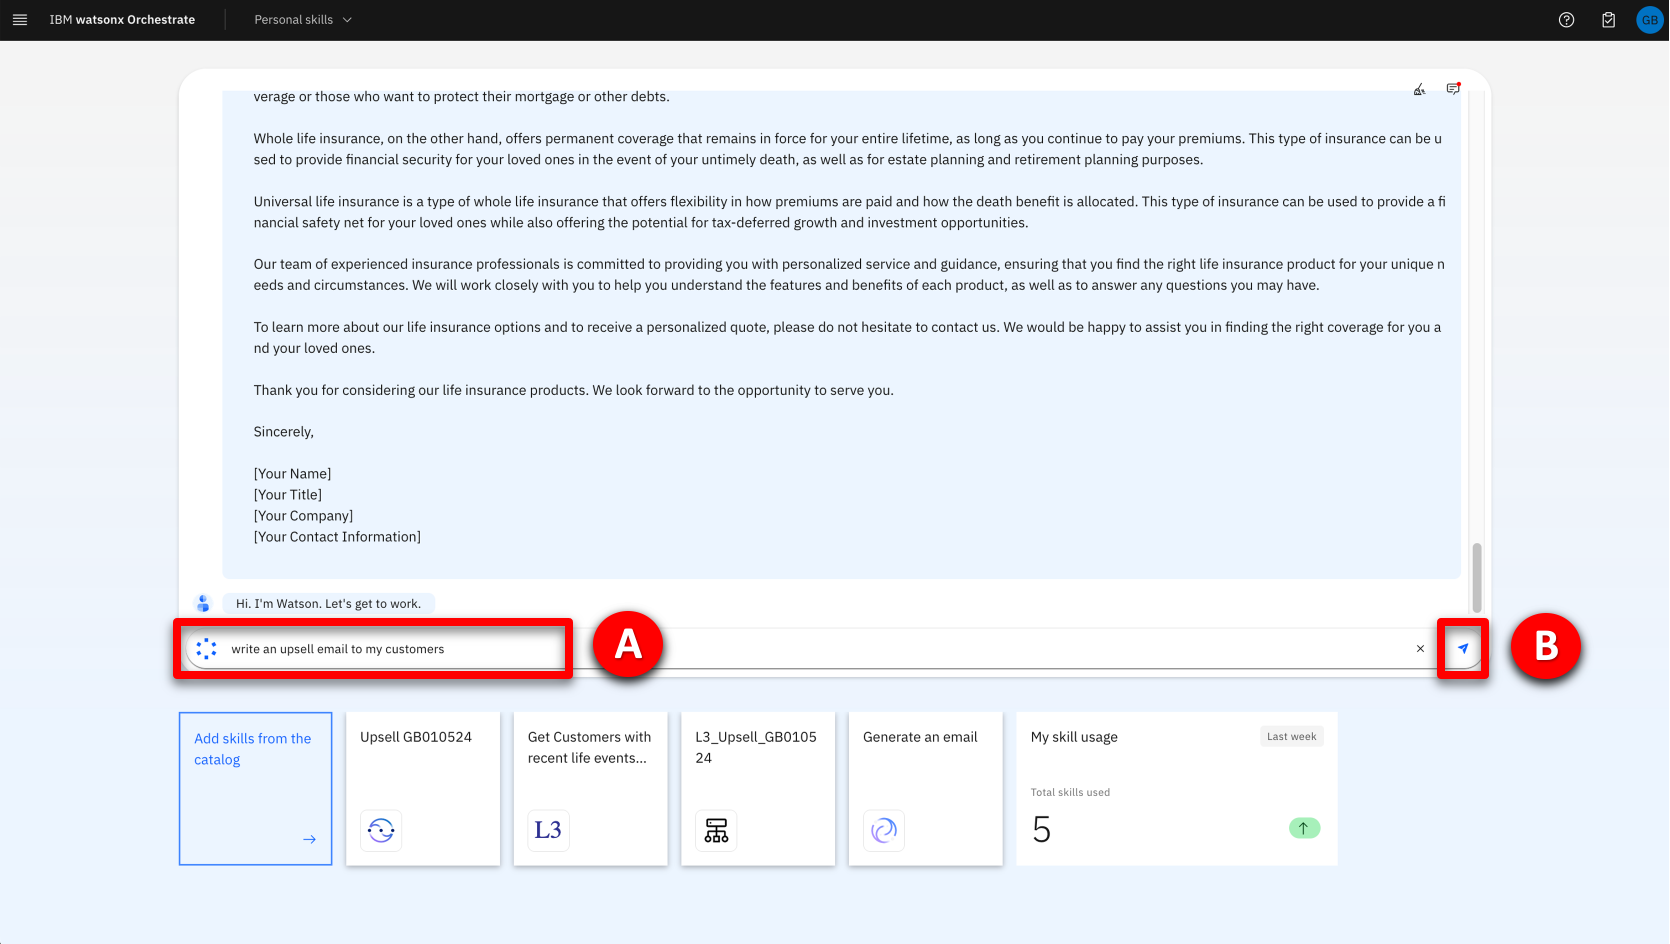 IBM watsonx Orchestrate
Personal skills
GB
verage or those who want to protect their mortgage or other debts.
Whole life insurance, on the other hand, offers permanent coverage that remains in force for your entire lifetime, as long as you continue to pay your premiums. This type of insurance can be u
sed to provide financial security for your loved ones in the event of your untimely death, as well as for estate planning and retirement planning purposes.
Universal life insurance is a type of whole life insurance that offers flexibility in how premiums are paid and how the death benefit is allocated. This type of insurance can be used to provide a fi
nancial safety net for your loved ones while also offering the potential for tax-deferred growth and investment opportunities.
Our team of experienced insurance professionals is committed to providing you with personalized service and guidance, ensuring that you find the right life insurance product for your unique n
eeds and circumstances. We will work closely with you to help you understand the features and benefits of each product, as well as to answer any questions you may have.
To learn more about our life insurance options and to receive a personalized quote, please do not hesitate to contact us. We would be happy to assist you in finding the right coverage for you a
nd your loved ones.
Thank you for considering our life insurance products. We look forward to the opportunity to serve you.
Sincerely,
[Your Name]
[Your Title]
[Your Company]
[Your Contact Information]
Hi. I'm Watson. Let's get to work.
write an upsell email to my customers
A
B
Add skills from the
catalog
Upsell GB010524
Get Customers with
recent life events...
L3
L3_Upsell_GB0105
24
Generate an email
My skill usage
Last week
Total skills used
5